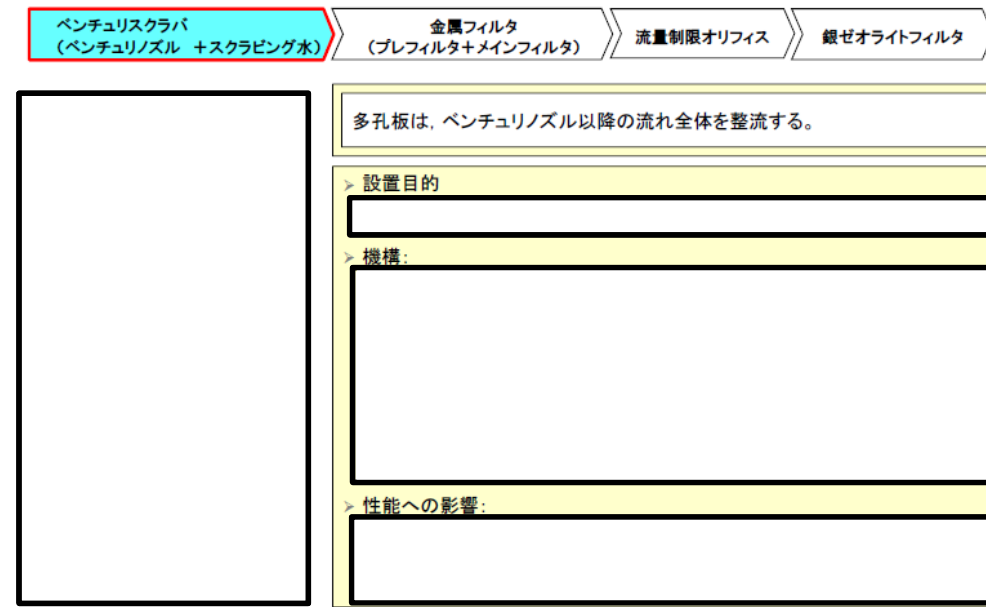 ベンチュリスクラバ
(ベンチュリノズル +スクラビング水)
金属フィルタ
(プレフィルタ+メインフィルタ)
流量制限オリフィス
銀ゼオライトフィルタ
多孔板は,ベンチュリノズル以降の流れ全体を整流する。
➢ 設置目的
➢ 機構:
➢ 性能への影響: